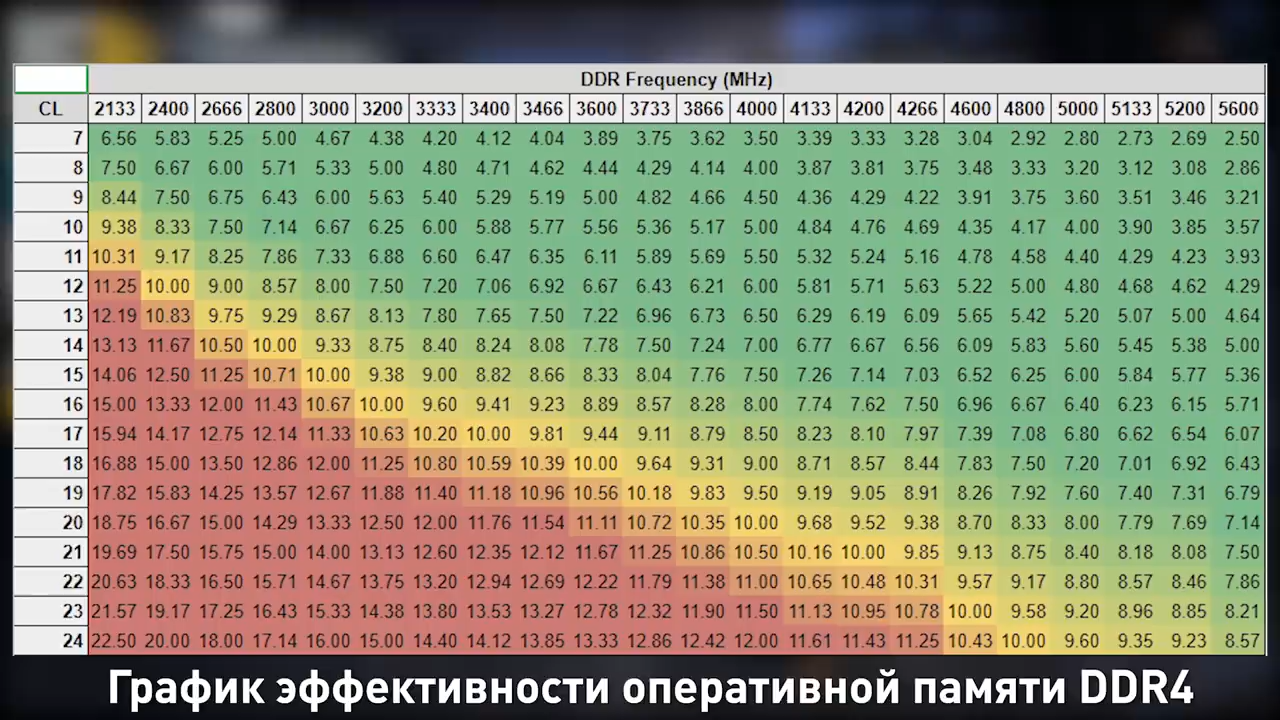 DDR Frequency (MHz)
CL 2133 2400 2666 2800 3000 3200 3333 3400 3466 3600 3733 3866 4000 4133 4200 4266 4600 4800 5000 5133 5200 5600
7 6.56 5.83 5.25 5.00 4.67 4.38 4.20 4.12 4.04 3.89 3.75 3.62 3.50 3.39 3.33 3.28 3.04 2.92 2.80 2.73 2.69 2.50
8 7.50 6.67 6.00 5.71 5.33 5.00 4.80 4.71 4.62 4.44 4.29 4.14 4.00 3.87 3.81 3.75 3.48 3.33 3.20 3.12 3.08 2.86
9 8.44 7.50 6.75 6.43 6.00 5.63 5.40 5.29 5.19 5.00 4.82 4.66 4.50 4.36 4.29 4.22 3.91 3.75 3.60 3.51 3.46 3.21
10 9.38 8.33 7.50 7.14 6.67 6.25 6.00 5.88 5.77 5.56 5.36 5.17 5.00 4.84 4.76 4.69 4.35 4.17 4.00 3.90 3.85 3.57
11 10.31 9.17 8.25 7.86 7.33 6.88 6.60 6.47 6.35 6.11 5.89 5.69 5.50 5.32 5.24 5.16 4.78 4.58 4.40 4.29 4.23 3.93
12 11.25 10.00 9.00 8.57 8.00 7.50 7.20 7.06 6.92 6.67 6.43 6.21 6.00 5.81 5.71 5.63 5.22 5.00 4.80 4.68 4.62 4.29
13 12.19 10.83 9.75 9.29 8.67 8.13 7.80 7.65 7.50 7.22 6.96 6.73 6.50 6.29 6.19 6.09 5.65 5.42 5.20 5.07 5.00 4.64
14 13.13 11.67 10.50 10.00 9.33 8.75 8.40 8.24 8.08 7.78 7.50 7.24 7.00 6.77 6.67 6.56 6.09 5.83 5.60 5.45 5.38 5.00
15 14.06 12.50 11.25 10.71 10.00 9.38 9.00 8.82 8.66 8.33 8.04 7.76 7.50 7.26 7.14 7.03 6.52 6.25 6.00 5.84 5.77 5.36
16 15.00 13.33 12.00 11.43 10.67 10.00 9.60 9.41 9.23 8.89 8.57 8.28 8.00 7.74 7.62 7.50 6.96 6.67 6.40 6.23 6.15 5.71
17 15.94 14.17 12.75 12.14 11.33 10.63 10.20 10.00 9.81 9.44 9.11 8.79 8.50 8.23 8.10 7.97 7.39 7.08 6.80 6.62 6.54 6.07
18 16.88 15.00 13.50 12.86 12.00 11.25 10.80 10.59 10.39 10.00 9.64 9.31 9.00 8.71 8.57 8.44 7.83 7.50 7.20 7.01 6.92 6.43
19 17.82 15.83 14.25 13.57 12.67 11.88 11.40 11.18 10.96 10.56 10.18 9.83 9.50 9.19 9.05 8.91 8.26 7.92 7.60 7.40 7.31 6.79
20 18.75 16.67 15.00 14.29 13.33 12.50 12.00 11.76 11.54 11.11 10.72 10.35 10.00 9.68 9.52 9.38 8.70 8.33 8.00 7.79 7.69 7.14
21 19.69 17.50 15.75 15.00 14.00 13.13 12.60 12.35 12.12 11.67 11.25 10.86 10.50 10.16 10.00 9.85 9.13 8.75 8.40 8.18 8.08 7.50
22 20.63 18.33 16.50 15.71 14.67 13.75 13.20 12.94 12.69 12.22 11.79 11.38 11.00 10.65 10.48 10.31 9.57 9.17 8.80 8.57 8.46 7.86
23 21.57 19.17 17.25 16.43 15.33 14.38 13.80 13.53 13.27 12.78 12.32 11.90 11.50 11.13 10.95 10.78 10.00 9.58 9.20 8.96 8.85 8.21
24 22.50 20.00 18.00 17.14 16.00 15.00 14.40 14.12 13.85 13.33 12.86 12.42 12.00 11.61 11.43 11.25 10.43 10.00 9.60 9.35 9.23 8.57
График эффективности оперативной памяти DDR4